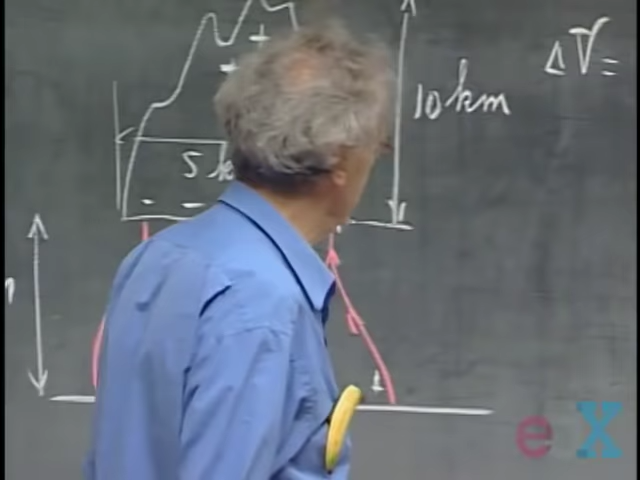 +
+
10 km
ΔV =
5 k
- -
+
e X